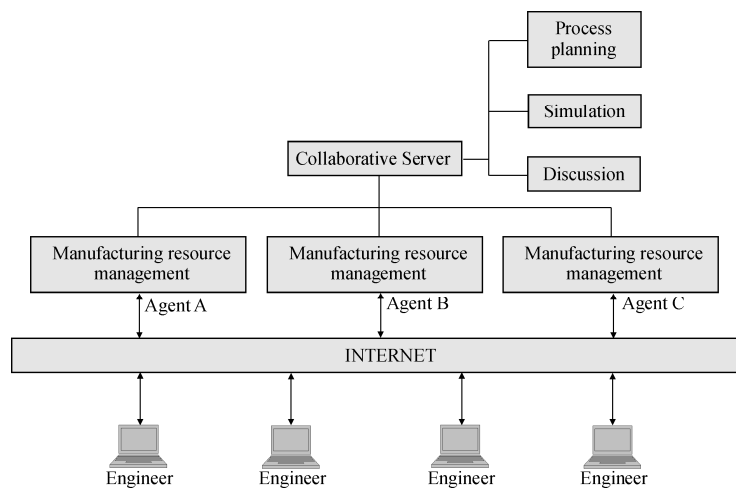 Process
planning
Simulation
Collaborative Server
Discussion
Manufacturing resource
management
Manufacturing resource
management
Manufacturing resource
management
Agent A
Agent B
Agent C
INTERNET
Engineer
Engineer
Engineer
Engineer